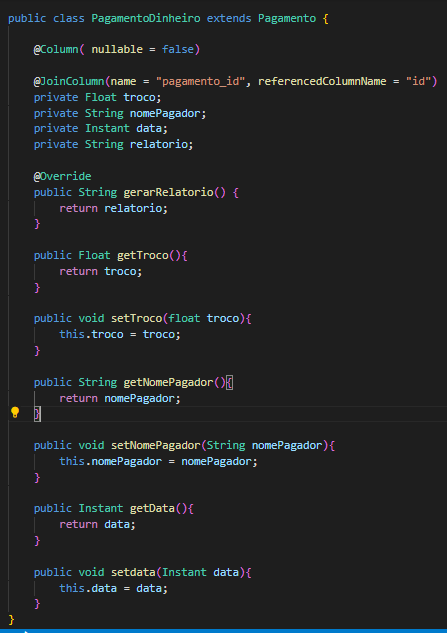 public class PagamentoDinheiro extends Pagamento {
@Column( nullable = false)
@JoinColumn(name = "pagamento_id", referencedColumnName = "id")
private Float troco;
private String nomePagador;
private Instant data;
private String relatorio;
@Override
public String gerarRelatorio() {
return relatorio;
}
public Float getTroco(){
return troco;
}
public void setTroco(float troco){
this.troco = troco;
}
public String getNomePagador(){
return nomePagador;
}
public void setNomePagador(String nomePagador){
this.nomePagador = nomePagador;
}
public Instant getData(){
return data;
}
public void setdata(Instant data){
this.data = data;
}
}